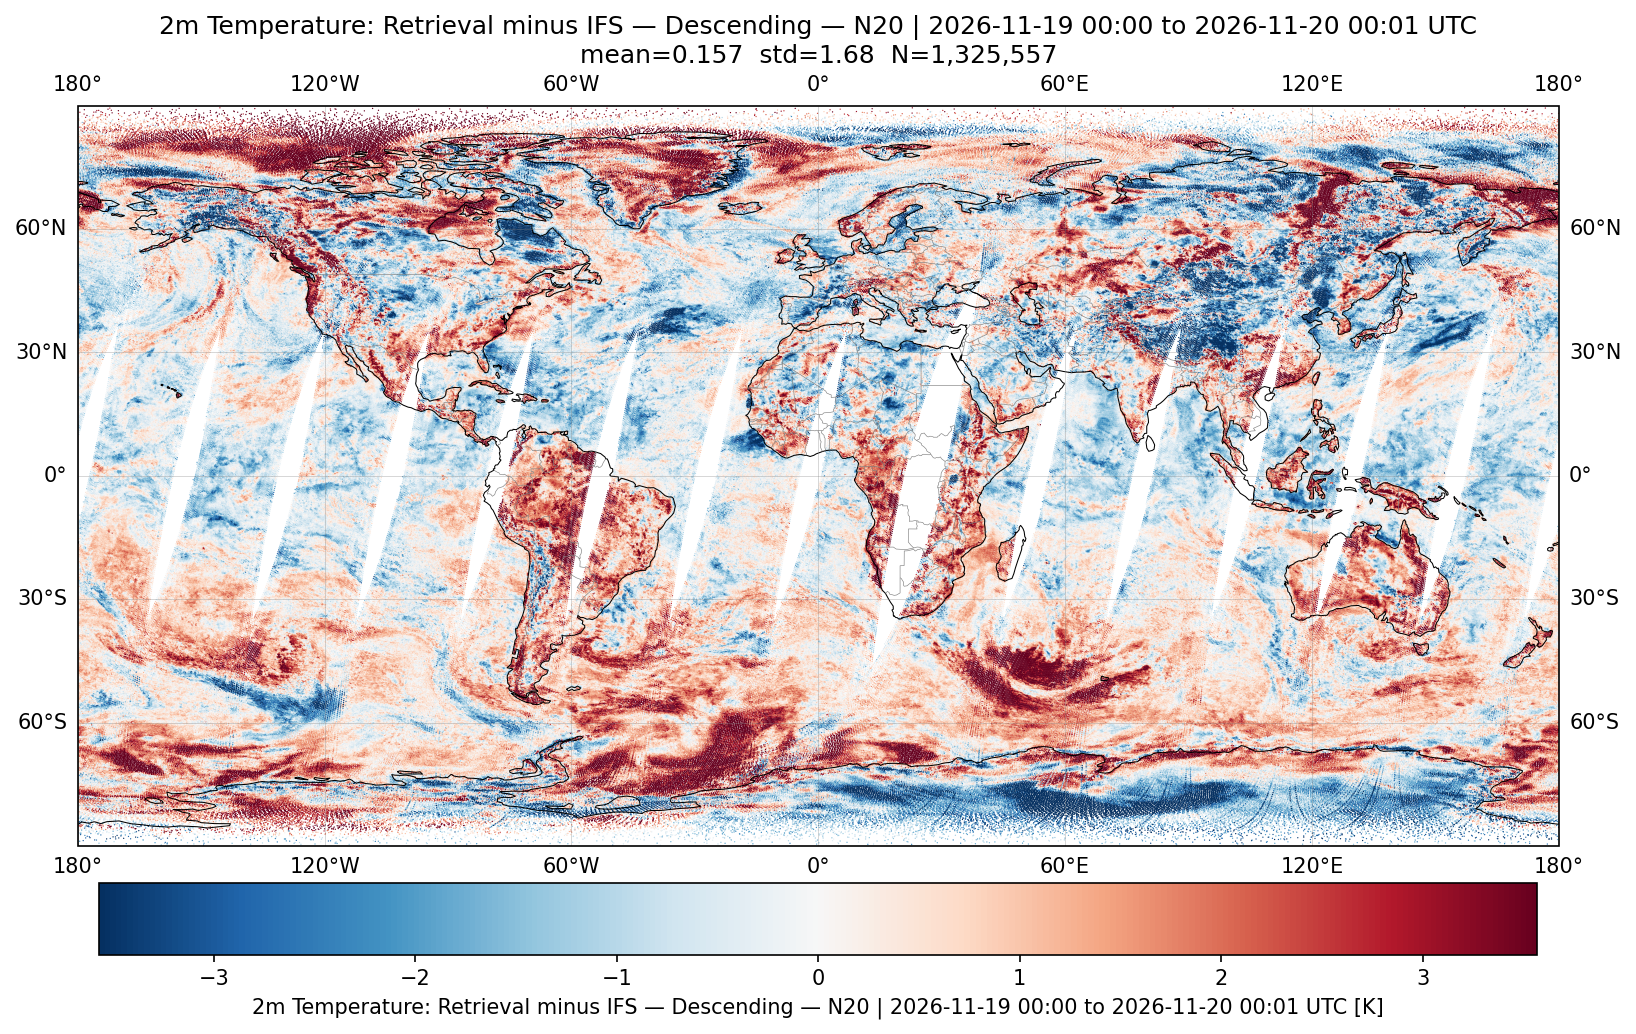 2m Temperature: Retrieval minus IFS — Descending — N20 | 2026-11-19 00:00 to 2026-11-20 00:01 UTC
mean=0.157  std=1.68  N=1,325,557
180° 120°W 60°W 0° 60°E 120°E 180°
60°N 60°N
30°N 30°N
0° 0°
30°S 30°S
60°S 60°S
180° 120°W 60°W 0° 60°E 120°E 180°
−3 −2 −1 0 1 2 3
2m Temperature: Retrieval minus IFS — Descending — N20 | 2026-11-19 00:00 to 2026-11-20 00:01 UTC [K]